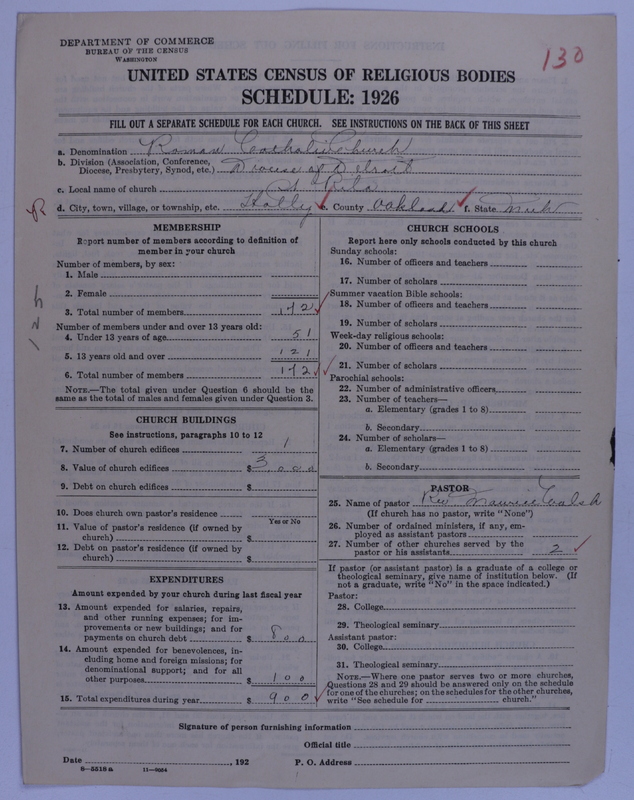 130
DEPARTMENT OF COMMERCE
BUREAU OF THE CENSUS
WASHINGTON
UNITED STATES CENSUS OF RELIGIOUS BODIES
SCHEDULE: 1926
FILL OUT A SEPARATE SCHEDULE FOR EACH CHURCH. SEE INSTRUCTIONS ON THE BACK OF THIS SHEET
a. Denomination Roman Catholic Church
b. Division (Association, Conference,
Diocese, Presbytery, Synod, etc.) Diocese of Detroit
c. Local name of church St Rita
d. City, town, village, or township, etc. Holly e. County Oakland f. State Mich
MEMBERSHIP
Report number of members according to definition of
member in your church
Number of members, by sex:
1. Male
2. Female
3. Total number of members 172
Number of members under and over 13 years old:
4. Under 13 years of age 51
5. 13 years old and over 121
6. Total number of members 172
NOTE.—The total given under Question 6 should be
same as the total of males and females given under Question 3.
CHURCH BUILDINGS
See instructions, paragraphs 10 to 12
7. Number of church edifices 1
8. Value of church edifices $ 3,000
9. Debt on church edifices $
10. Does church own pastor's residence
Yes or No
11. Value of pastor's residence (if owned by
church) $
12. Debt on pastor's residence (if owned by
church) $
EXPENDITURES
Amount expended by your church during last fiscal year
13. Amount expended for salaries, repairs,
and other running expenses; for im-
provements or new buildings; and for
payments on church debt $ 800
14. Amount expended for benevolences, in-
cluding home and foreign missions; for
denominational support; and for all
other purposes $ 100
15. Total expenditures during year $ 900
CHURCH SCHOOLS
Report here only schools conducted by this church
Sunday schools:
16. Number of officers and teachers
17. Number of scholars
Summer vacation Bible schools:
18. Number of officers and teachers
19. Number of scholars
Week-day religious schools:
20. Number of officers and teachers
21. Number of scholars
Parochial schools:
22. Number of administrative officers
23. Number of teachers—
a. Elementary (grades 1 to 8)
b. Secondary
24. Number of scholars—
a. Elementary (grades 1 to 8)
b. Secondary
PASTOR
25. Name of pastor Rev Maurice Walsh
(If church has no pastor, write "None")
26. Number of ordained ministers, if any, em-
ployed as assistant pastors
27. Number of other churches served by the
pastor or his assistants 2
If pastor (or assistant pastor) is a graduate of a college or
theological seminary, give name of institution below. (If
not a graduate, write "No" in the space indicated.)
Pastor:
28. College
29. Theological seminary
Assistant pastor:
30. College
31. Theological seminary
NOTE.—Where one pastor serves two or more churches,
Questions 28 and 29 should be answered only on the schedule
for one of the churches; on the schedules for the other churches,
write "See schedule for church."
Signature of person furnishing information
Official title
Date , 192 P. O. Address
8—5518a 11—9054